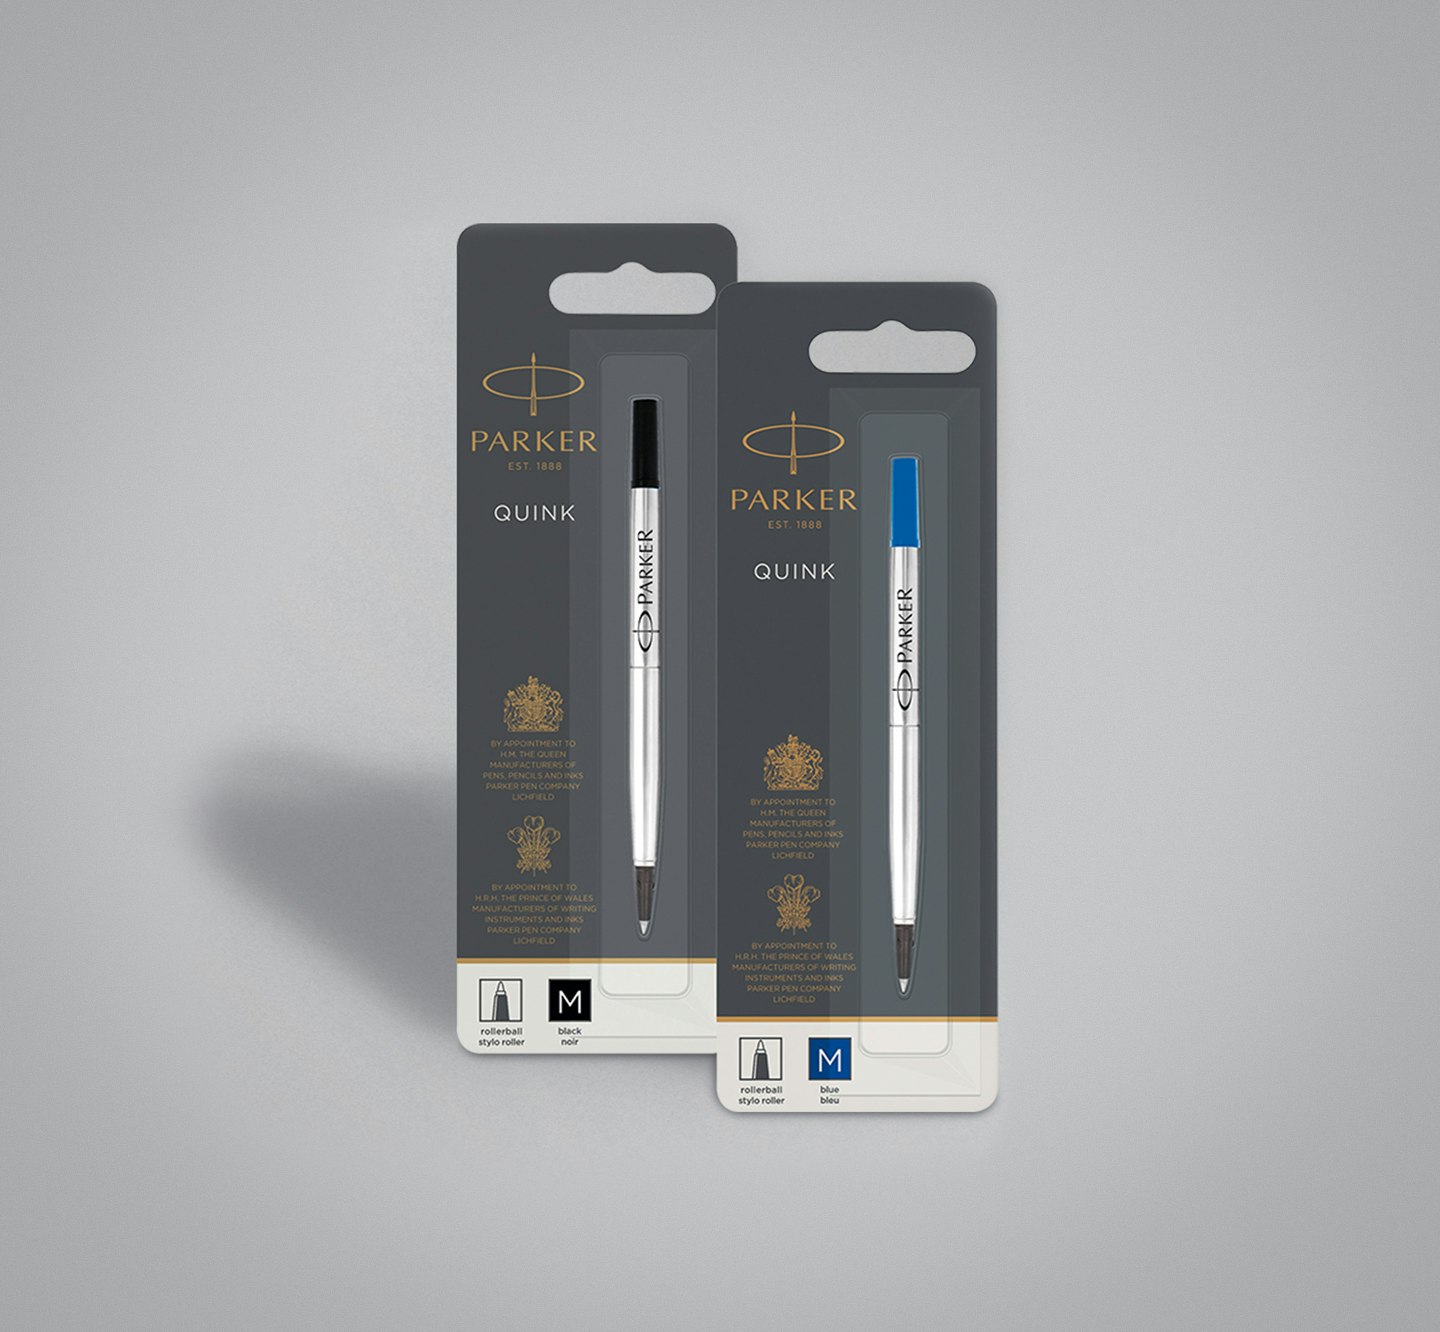 PARKER
EST. 1888
QUINK
PARKER
BY APPOINTMENT TO
H.M. THE QUEEN
MANUFACTURERS OF
PENS, PENCILS AND INKS
PARKER PEN COMPANY
LICHFIELD
BY APPOINTMENT TO
H.R.H. THE PRINCE OF WALES
MANUFACTURERS OF WRITING
INSTRUMENTS AND INKS
PARKER PEN COMPANY
LICHFIELD
M
rollerball
stylo roller
black
noir
PARKER
EST. 1888
QUINK
PARKER
BY APPOINTMENT TO
H.M. THE QUEEN
MANUFACTURERS OF
PENS, PENCILS AND INKS
PARKER PEN COMPANY
LICHFIELD
BY APPOINTMENT TO
H.R.H. THE PRINCE OF WALES
MANUFACTURERS OF WRITING
INSTRUMENTS AND INKS
PARKER PEN COMPANY
LICHFIELD
M
rollerball
stylo roller
blue
bleu